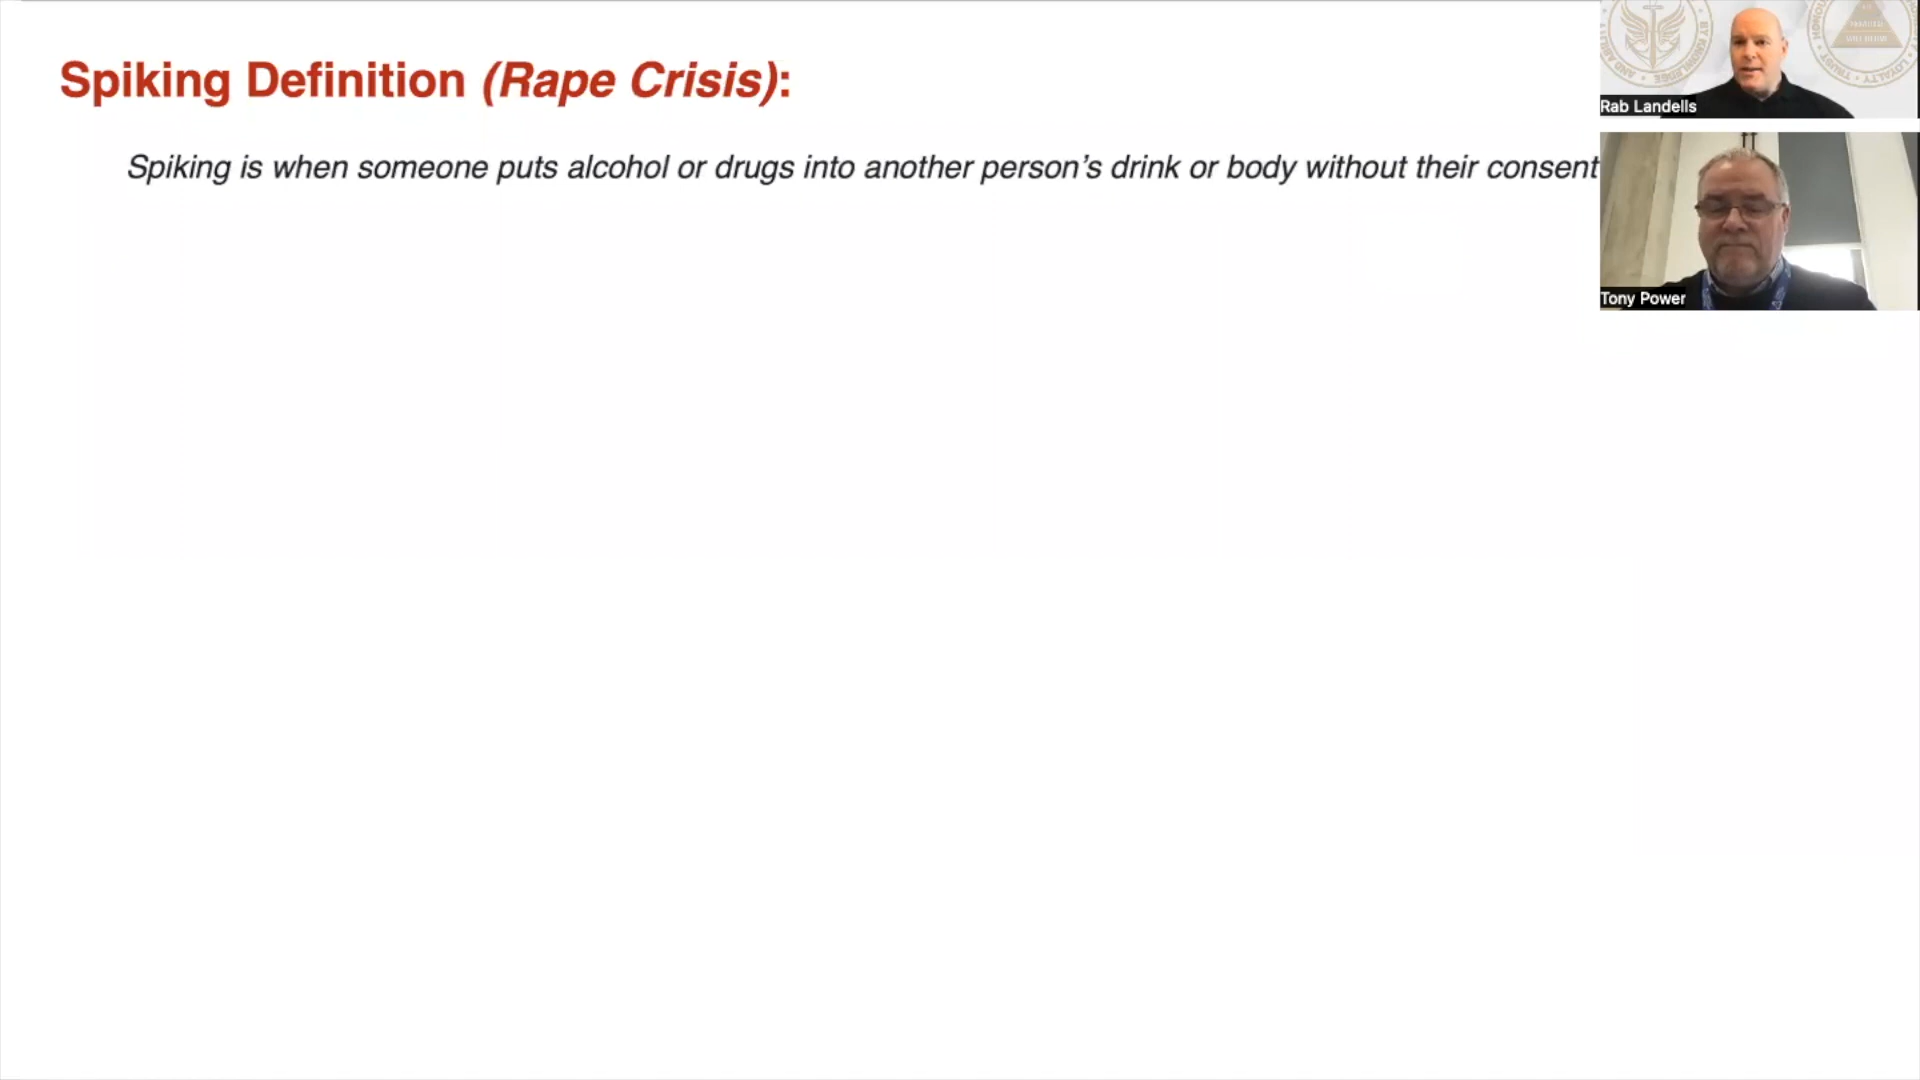 Spiking Definition (Rape Crisis):
Spiking is when someone puts alcohol or drugs into another person's drink or body without their consent
Rab Landells
Tony Power